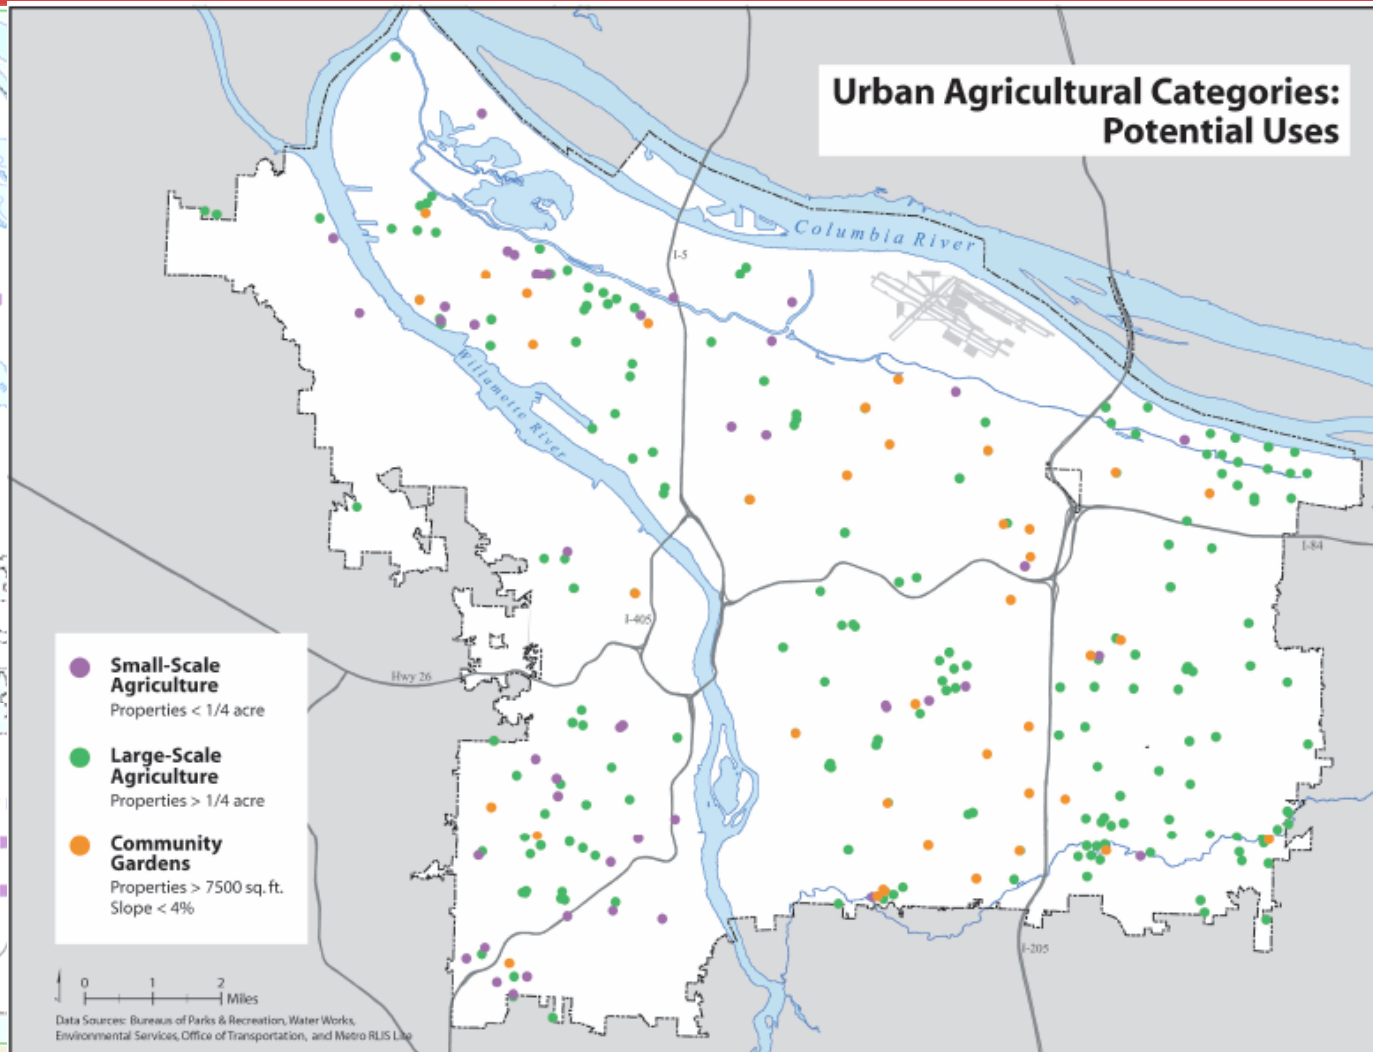 Urban Agricultural Categories:
Potential Uses
Columbia River
I-5
Willamette River
I-84
I-405
Hwy 26
Small-Scale
Agriculture
Properties < 1/4 acre
Large-Scale
Agriculture
Properties > 1/4 acre
Community
Gardens
Properties > 7500 sq. ft.
Slope < 4%
I-205
0 1 2
Miles
Data Sources: Bureaus of Parks & Recreation, Water Works,
Environmental Services, Office of Transportation, and Metro RLIS Lite